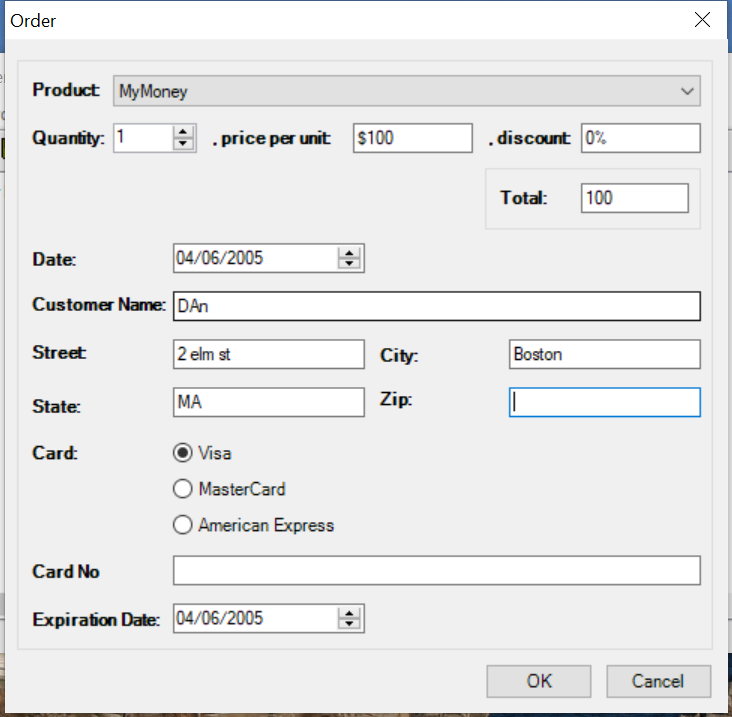 Order
Product: MyMoney
Quantity: 1 , price per unit: $100 , discount: 0%
Total: 100
Date: 04/06/2005
Customer Name: DAn
Street: 2 elm st City: Boston
State: MA Zip:
Card: Visa
MasterCard
American Express
Card No
Expiration Date: 04/06/2005
OK Cancel